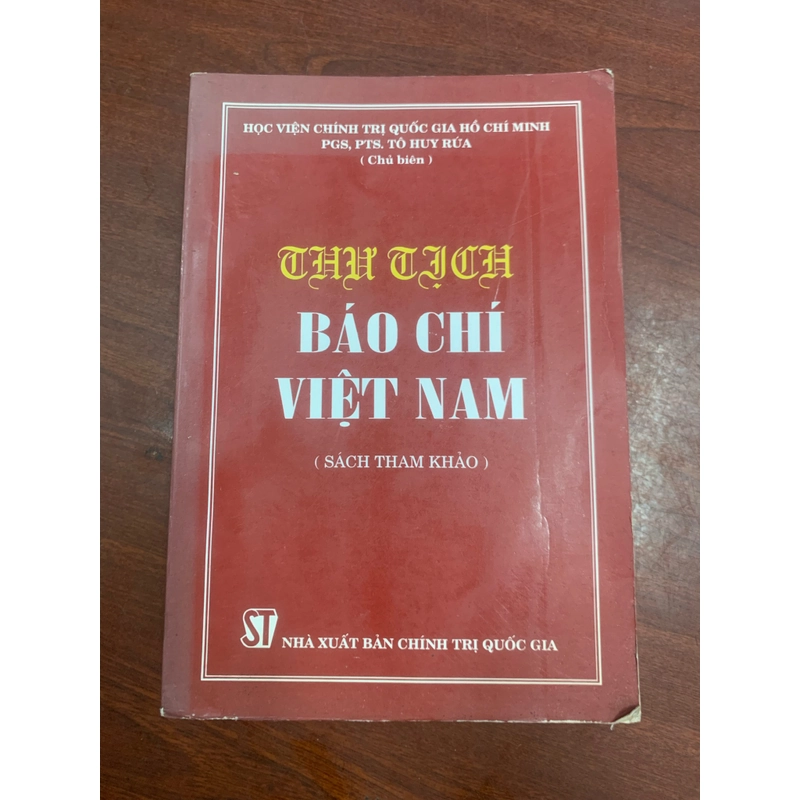 HỌC VIỆN CHÍNH TRỊ QUỐC GIA HỒ CHÍ MINH
PGS, PTS. TÔ HUY RỨA
( Chủ biên )
THƯ TỊCH
BÁO CHÍ
VIỆT NAM
( SÁCH THAM KHẢO )
ST NHÀ XUẤT BẢN CHÍNH TRỊ QUỐC GIA